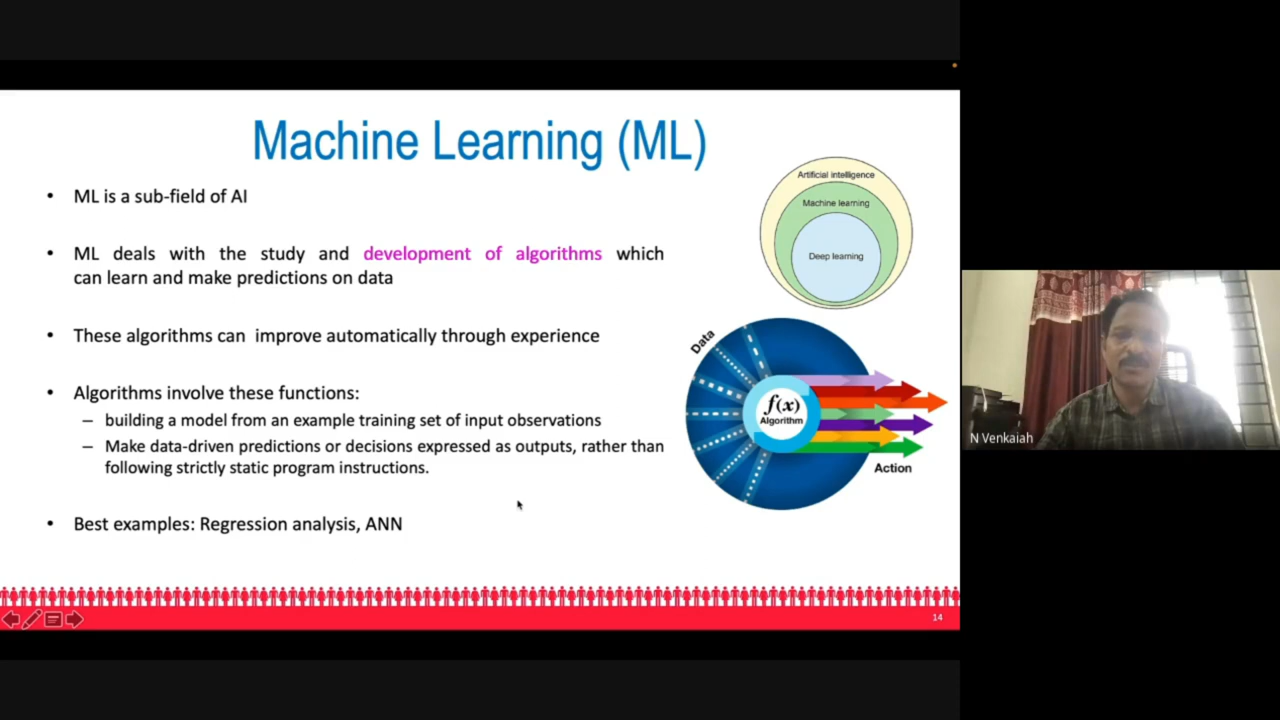 Machine Learning (ML)
• ML is a sub-field of AI
• ML deals with the study and development of algorithms which
can learn and make predictions on data
• These algorithms can improve automatically through experience
• Algorithms involve these functions:
– building a model from an example training set of input observations
– Make data-driven predictions or decisions expressed as outputs, rather than
following strictly static program instructions.
• Best examples: Regression analysis, ANN
Artificial intelligence
Machine learning
Deep learning
Data
f(x)
Algorithm
Action
14
N Venkaiah